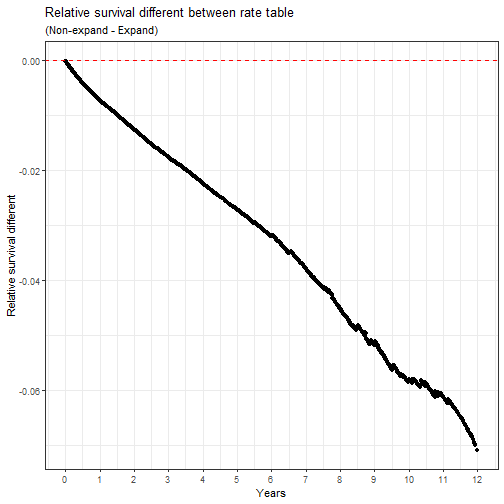 Relative survival different between rate table
(Non-expand - Expand)
Relative survival different
0.00
-0.02
-0.04
-0.06
0 1 2 3 4 5 6 7 8 9 10 11 12
Years